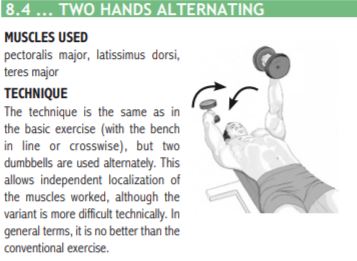 8.4 ... TWO HANDS ALTERNATING
MUSCLES USED
pectoralis major, latissimus dorsi,
teres major
TECHNIQUE
The technique is the same as in
the basic exercise (with the bench
in line or crosswise), but two
dumbbells are used alternately. This
allows independent localization of
the muscles worked, although the
variant is more difficult technically. In
general terms, it is no better than the
conventional exercise.